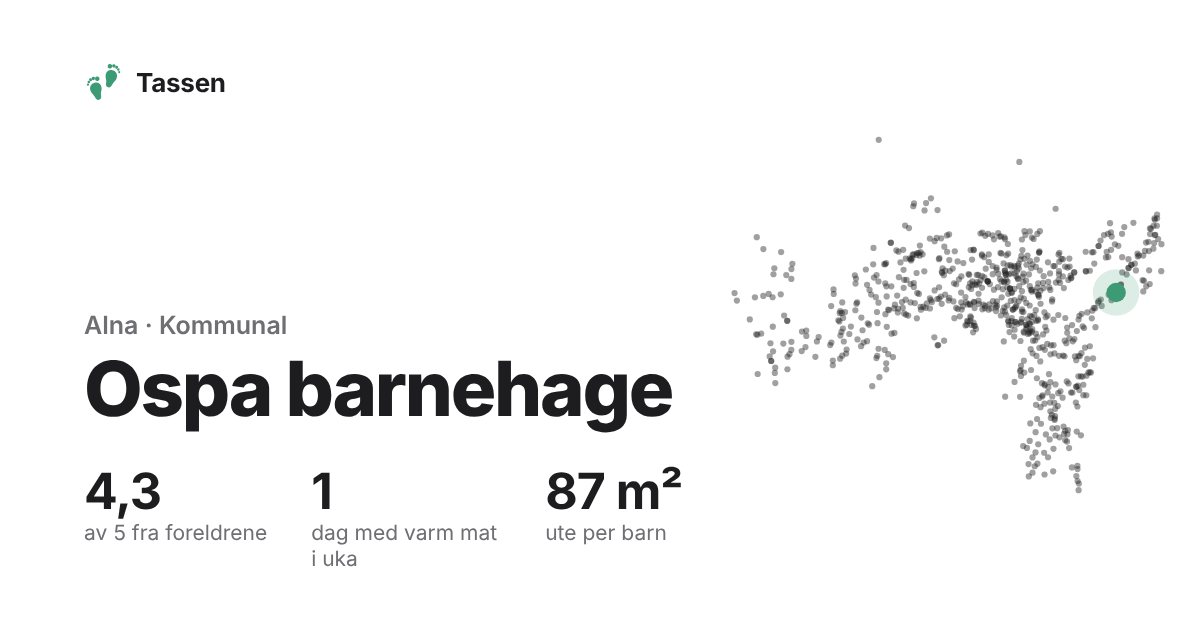 Tassen
Alna · Kommunal
Ospa barnehage
4,3
av 5 fra foreldrene
1
dag med varm mat
i uka
87 m²
ute per barn